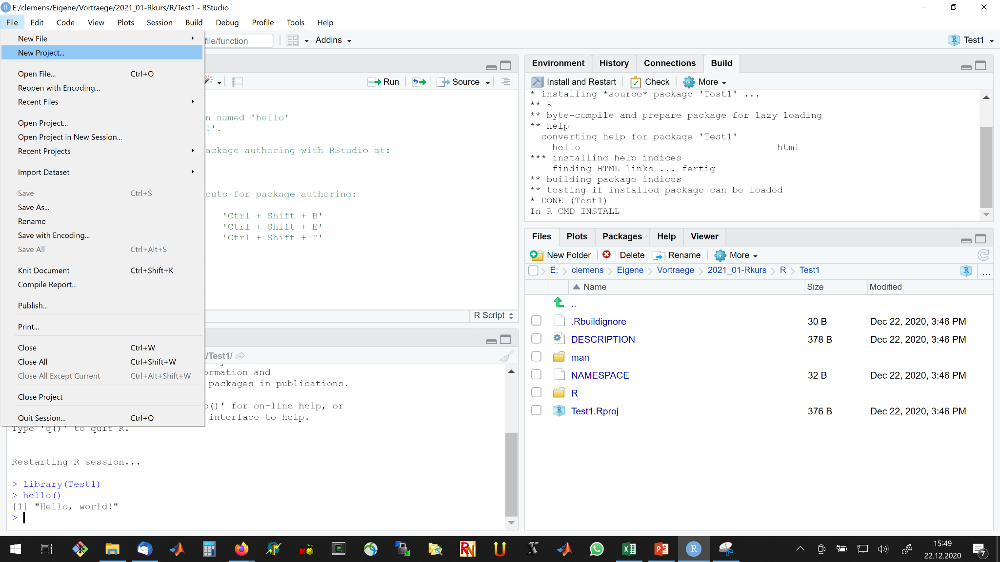 E:/clemens/Eigene/Vortraege/2021_01-Rkurs/R/Test1 - RStudio
File Edit Code View Plots Session Build Debug Profile Tools Help
file/function Addins Test1
New File
New Project...
Open File... Ctrl+O
Reopen with Encoding...
Recent Files
Open Project...
Open Project in New Session...
Recent Projects
Import Dataset
Save Ctrl+S
Save As...
Rename
Save with Encoding...
Save All Ctrl+Alt+S
Knit Document Ctrl+Shift+K
Compile Report...
Publish...
Print...
Close Ctrl+W
Close All Ctrl+Shift+W
Close All Except Current Ctrl+Alt+Shift+W
Close Project
Quit Session... Ctrl+Q
Run Source
n named 'hello'
!'.
ackage authoring with RStudio at:
cuts for package authoring:
'Ctrl + Shift + B'
'Ctrl + Shift + E'
'Ctrl + Shift + T'
R Script
/Test1/
rmation and
packages in publications.
()' for on-line help, or
interface to help.
Type 'q()' to quit R.
Restarting R session...
> library(Test1)
> hello()
[1] "Hello, world!"
>
Environment History Connections Build
Install and Restart Check More
* installing *source* package 'Test1' ...
** R
** byte-compile and prepare package for lazy loading
** help
converting help for package 'Test1'
hello html
*** installing help indices
finding HTML links ... fertig
** building package indices
** testing if installed package can be loaded
* DONE (Test1)
In R CMD INSTALL
Files Plots Packages Help Viewer
New Folder Delete Rename More
E: clemens Eigene Vortraege 2021_01-Rkurs R Test1 ...
Name Size Modified
..
.Rbuildignore 30 B Dec 22, 2020, 3:46 PM
DESCRIPTION 378 B Dec 22, 2020, 3:46 PM
man
NAMESPACE 32 B Dec 22, 2020, 3:46 PM
R
Test1.Rproj 376 B Dec 22, 2020, 3:46 PM
15:49
22.12.2020
7